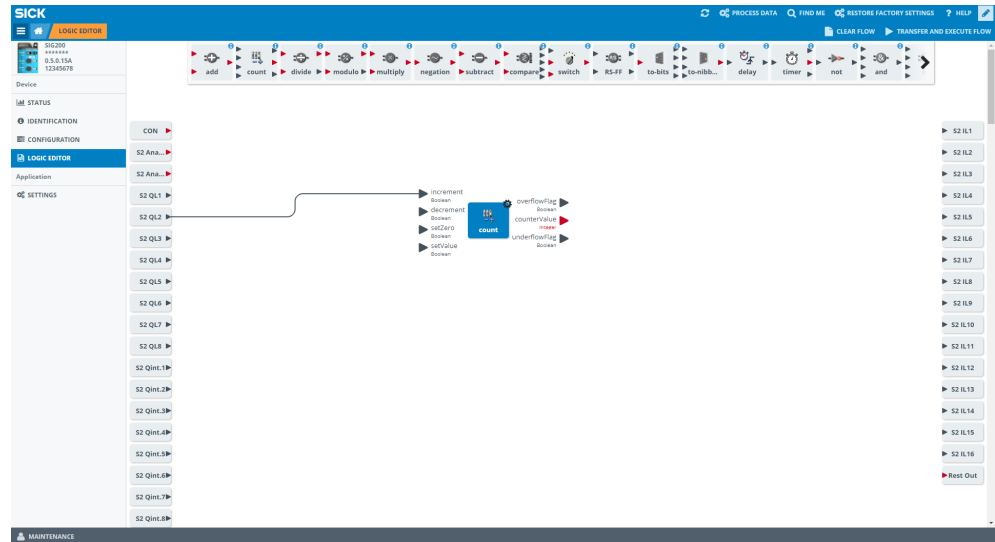 SICK
PROCESS DATA FIND ME RESTORE FACTORY SETTINGS ? HELP
LOGIC EDITOR
CLEAR FLOW TRANSFER AND EXECUTE FLOW
SIG200
*******
0.5.0.15A
12345678
add count divide modulo multiply negation subtract compare switch RS-FF to-bits to-nibb... delay timer not and
Device
STATUS
IDENTIFICATION
CONFIGURATION
LOGIC EDITOR
Application
SETTINGS
CON
S2 Ana...
S2 Ana...
S2 QL1
S2 QL2
S2 QL3
S2 QL4
S2 QL5
S2 QL6
S2 QL7
S2 QL8
S2 Qint.1
S2 Qint.2
S2 Qint.3
S2 Qint.4
S2 Qint.5
S2 Qint.6
S2 Qint.7
S2 Qint.8
increment
Boolean
decrement
Boolean
setZero
Boolean
setValue
Boolean
count
overflowFlag
Boolean
counterValue
Integer
underflowFlag
Boolean
S2 IL1
S2 IL2
S2 IL3
S2 IL4
S2 IL5
S2 IL6
S2 IL7
S2 IL8
S2 IL9
S2 IL10
S2 IL11
S2 IL12
S2 IL13
S2 IL14
S2 IL15
S2 IL16
Rest Out
MAINTENANCE